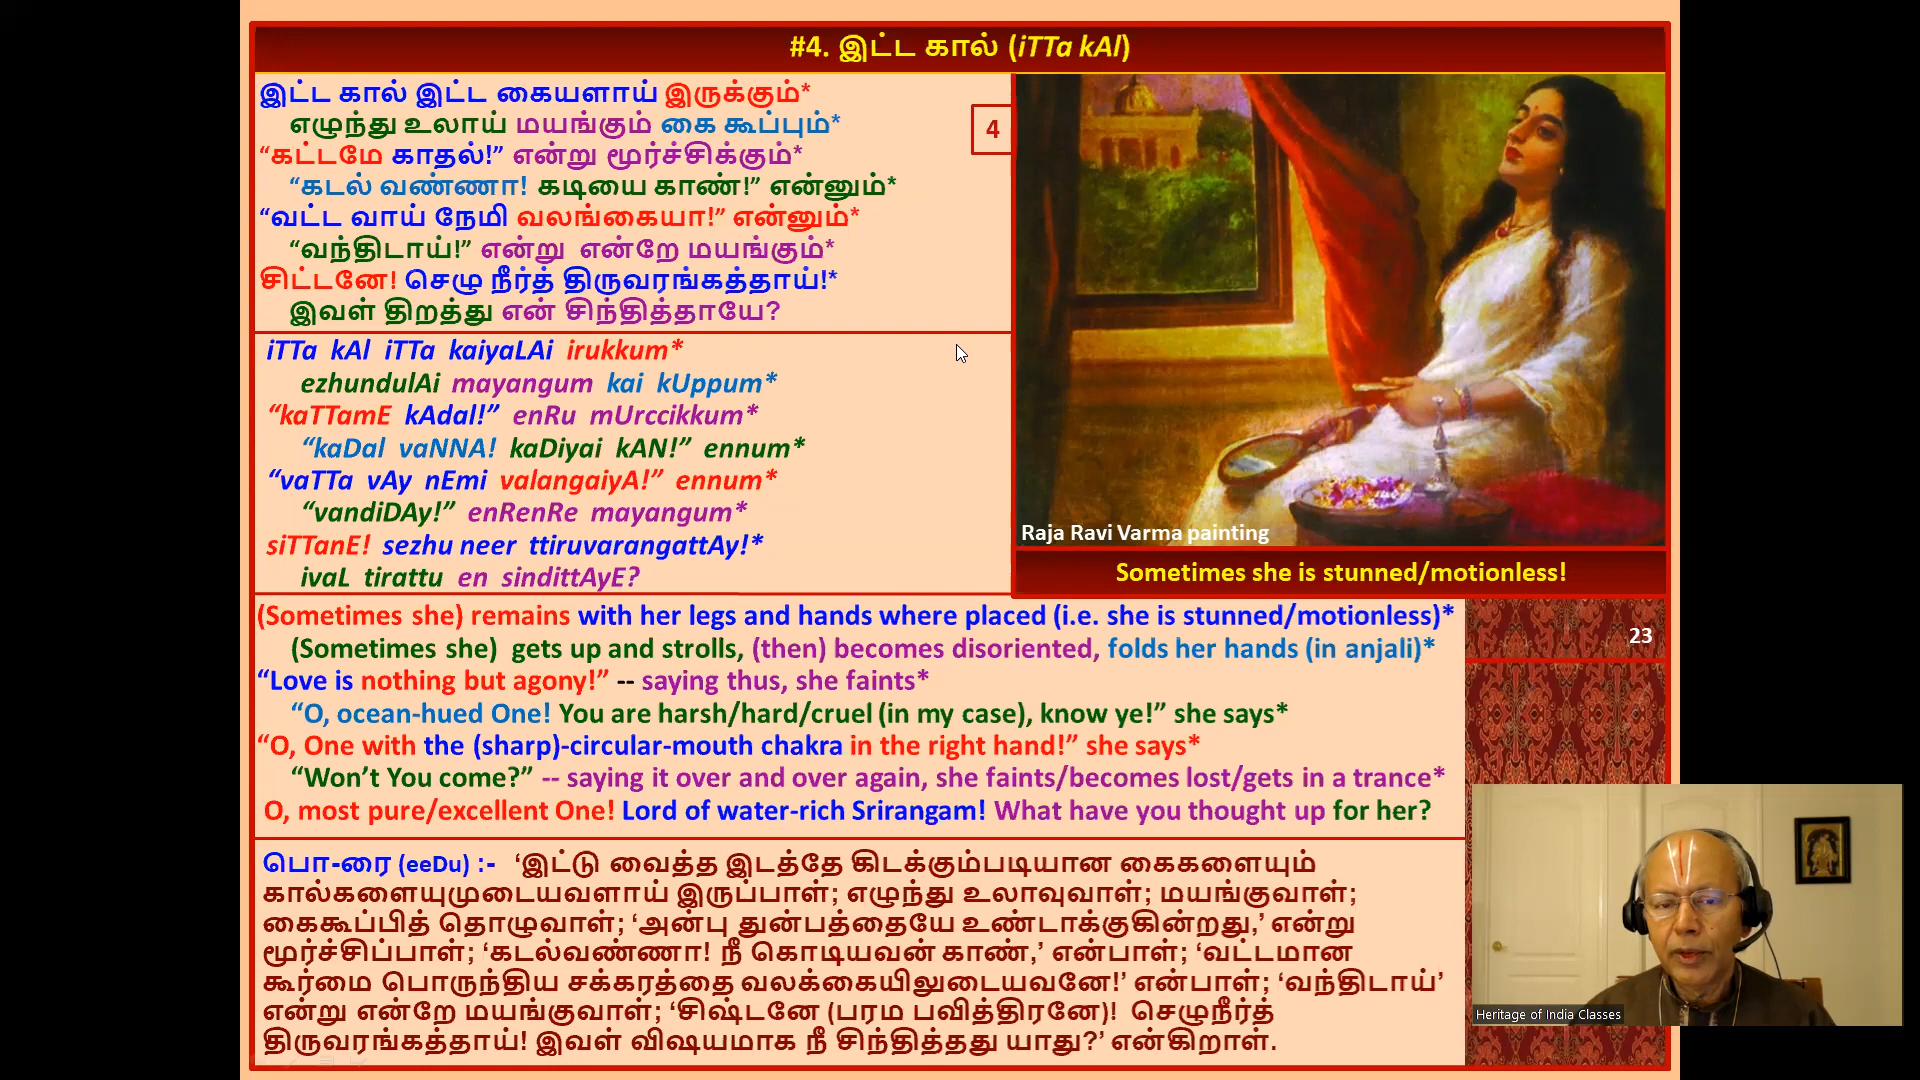 #4. இட்ட கால் (iTTa kAl)
இட்ட கால் இட்ட கையளாய் இருக்கும்*
எழுந்து உலாய் மயங்கும் கை கூப்பும்*
“கட்டமே காதல்!” என்று மூர்ச்சிக்கும்*
“கடல் வண்ணா! கடியை காண்!” என்னும்*
“வட்ட வாய் நேமி வலங்கையா!” என்னும்*
“வந்திடாய்!” என்று என்றே மயங்கும்*
சிட்டனே! செழு நீர்த் திருவரங்கத்தாய்!*
இவள் திறத்து என் சிந்தித்தாயே?
4
iTTa kAl iTTa kaiyaLAi irukkum*
ezhundulAi mayangum kai kUppum*
“kaTTamE kAdal!” enRu mUrccikkum*
“kaDal vaNNA! kaDiyai kAN!” ennum*
“vaTTa vAy nEmi valangaiyA!” ennum*
“vandiDAy!” enRenRe mayangum*
siTTanE! sezhu neer ttiruvarangattAy!*
ivaL tirattu en sindittAyE?
Raja Ravi Varma painting
Sometimes she is stunned/motionless!
(Sometimes she) remains with her legs and hands where placed (i.e. she is stunned/motionless)*
(Sometimes she) gets up and strolls, (then) becomes disoriented, folds her hands (in anjali)*
“Love is nothing but agony!” -- saying thus, she faints*
“O, ocean-hued One! You are harsh/hard/cruel (in my case), know ye!” she says*
“O, One with the (sharp)-circular-mouth chakra in the right hand!” she says*
“Won’t You come?” -- saying it over and over again, she faints/becomes lost/gets in a trance*
O, most pure/excellent One! Lord of water-rich Srirangam! What have you thought up for her?
23
பொ-ரை (eeDu) :- ‘இட்டு வைத்த இடத்தே கிடக்கும்படியான கைகளையும்
கால்களையுமுடையவளாய் இருப்பாள்; எழுந்து உலாவுவாள்; மயங்குவாள்;
கைகூப்பித் தொழுவாள்; ‘அன்பு துன்பத்தையே உண்டாக்குகின்றது,’ என்று
மூர்ச்சிப்பாள்; ‘கடல்வண்ணா! நீ கொடியவன் காண்,’ என்பாள்; ‘வட்டமான
கூர்மை பொருந்திய சக்கரத்தை வலக்கையிலுடையவனே!’ என்பாள்; ‘வந்திடாய்’
என்று என்றே மயங்குவாள்; ‘சிஷ்டனே (பரம பவித்திரனே)! செழுநீர்த்
திருவரங்கத்தாய்! இவள் விஷயமாக நீ சிந்தித்தது யாது?’ என்கிறாள்.
Heritage of India Classes